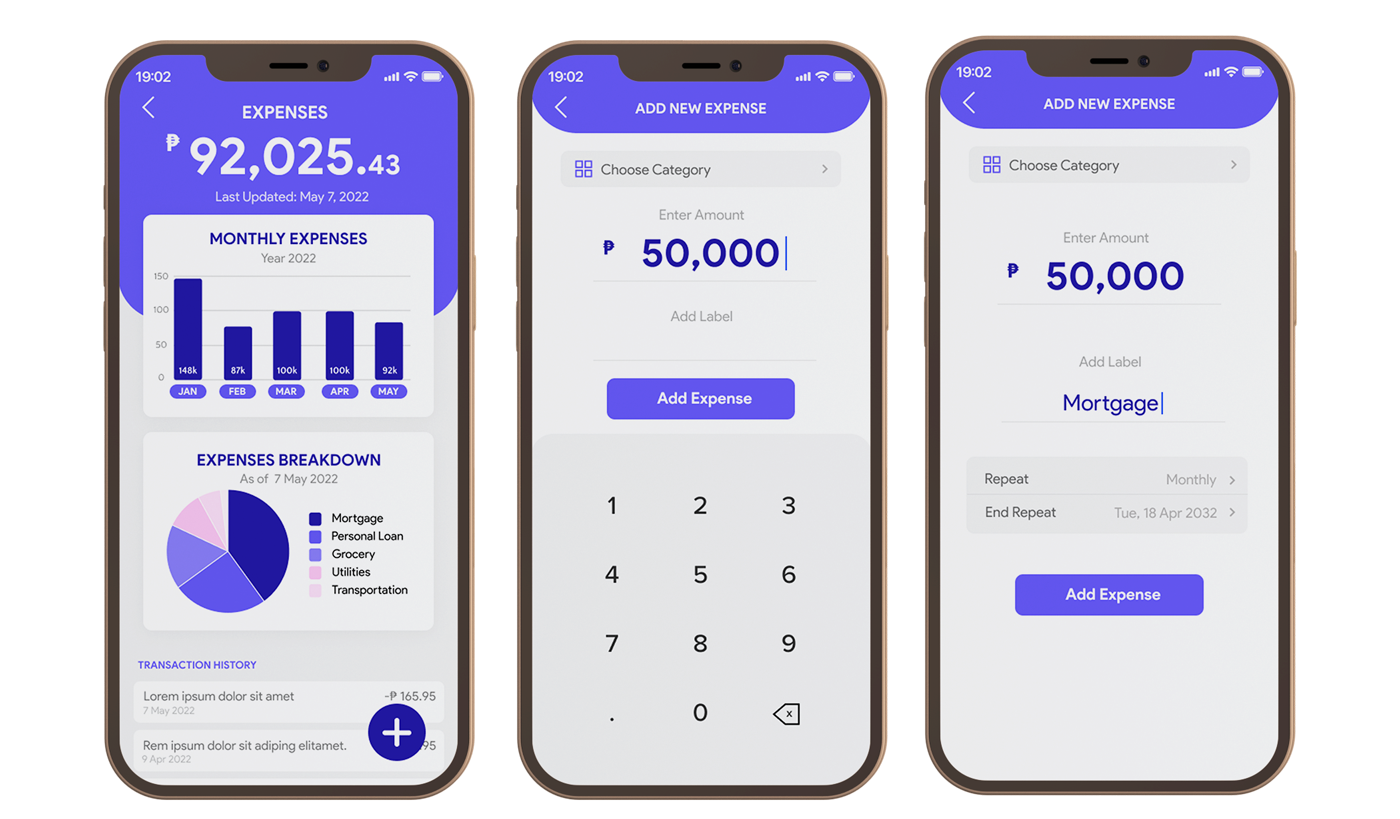 19:02
EXPENSES
₱ 92,025.43
Last Updated: May 7, 2022
MONTHLY EXPENSES
Year 2022
150
100
50
0
148k 87k 100k 100k 92k
JAN FEB MAR APR MAY
EXPENSES BREAKDOWN
As of 7 May 2022
Mortgage
Personal Loan
Grocery
Utilities
Transportation
TRANSACTION HISTORY
Lorem ipsum dolor sit amet -₱ 165.95
7 May 2022
Rem ipsum dolor sit adiping elitamet. 95
9 Apr 2022
19:02
ADD NEW EXPENSE
Choose Category
Enter Amount
₱ 50,000
Add Label
Add Expense
1 2 3
4 5 6
7 8 9
. 0 x
19:02
ADD NEW EXPENSE
Choose Category
Enter Amount
₱ 50,000
Add Label
Mortgage
Repeat Monthly
End Repeat Tue, 18 Apr 2032
Add Expense